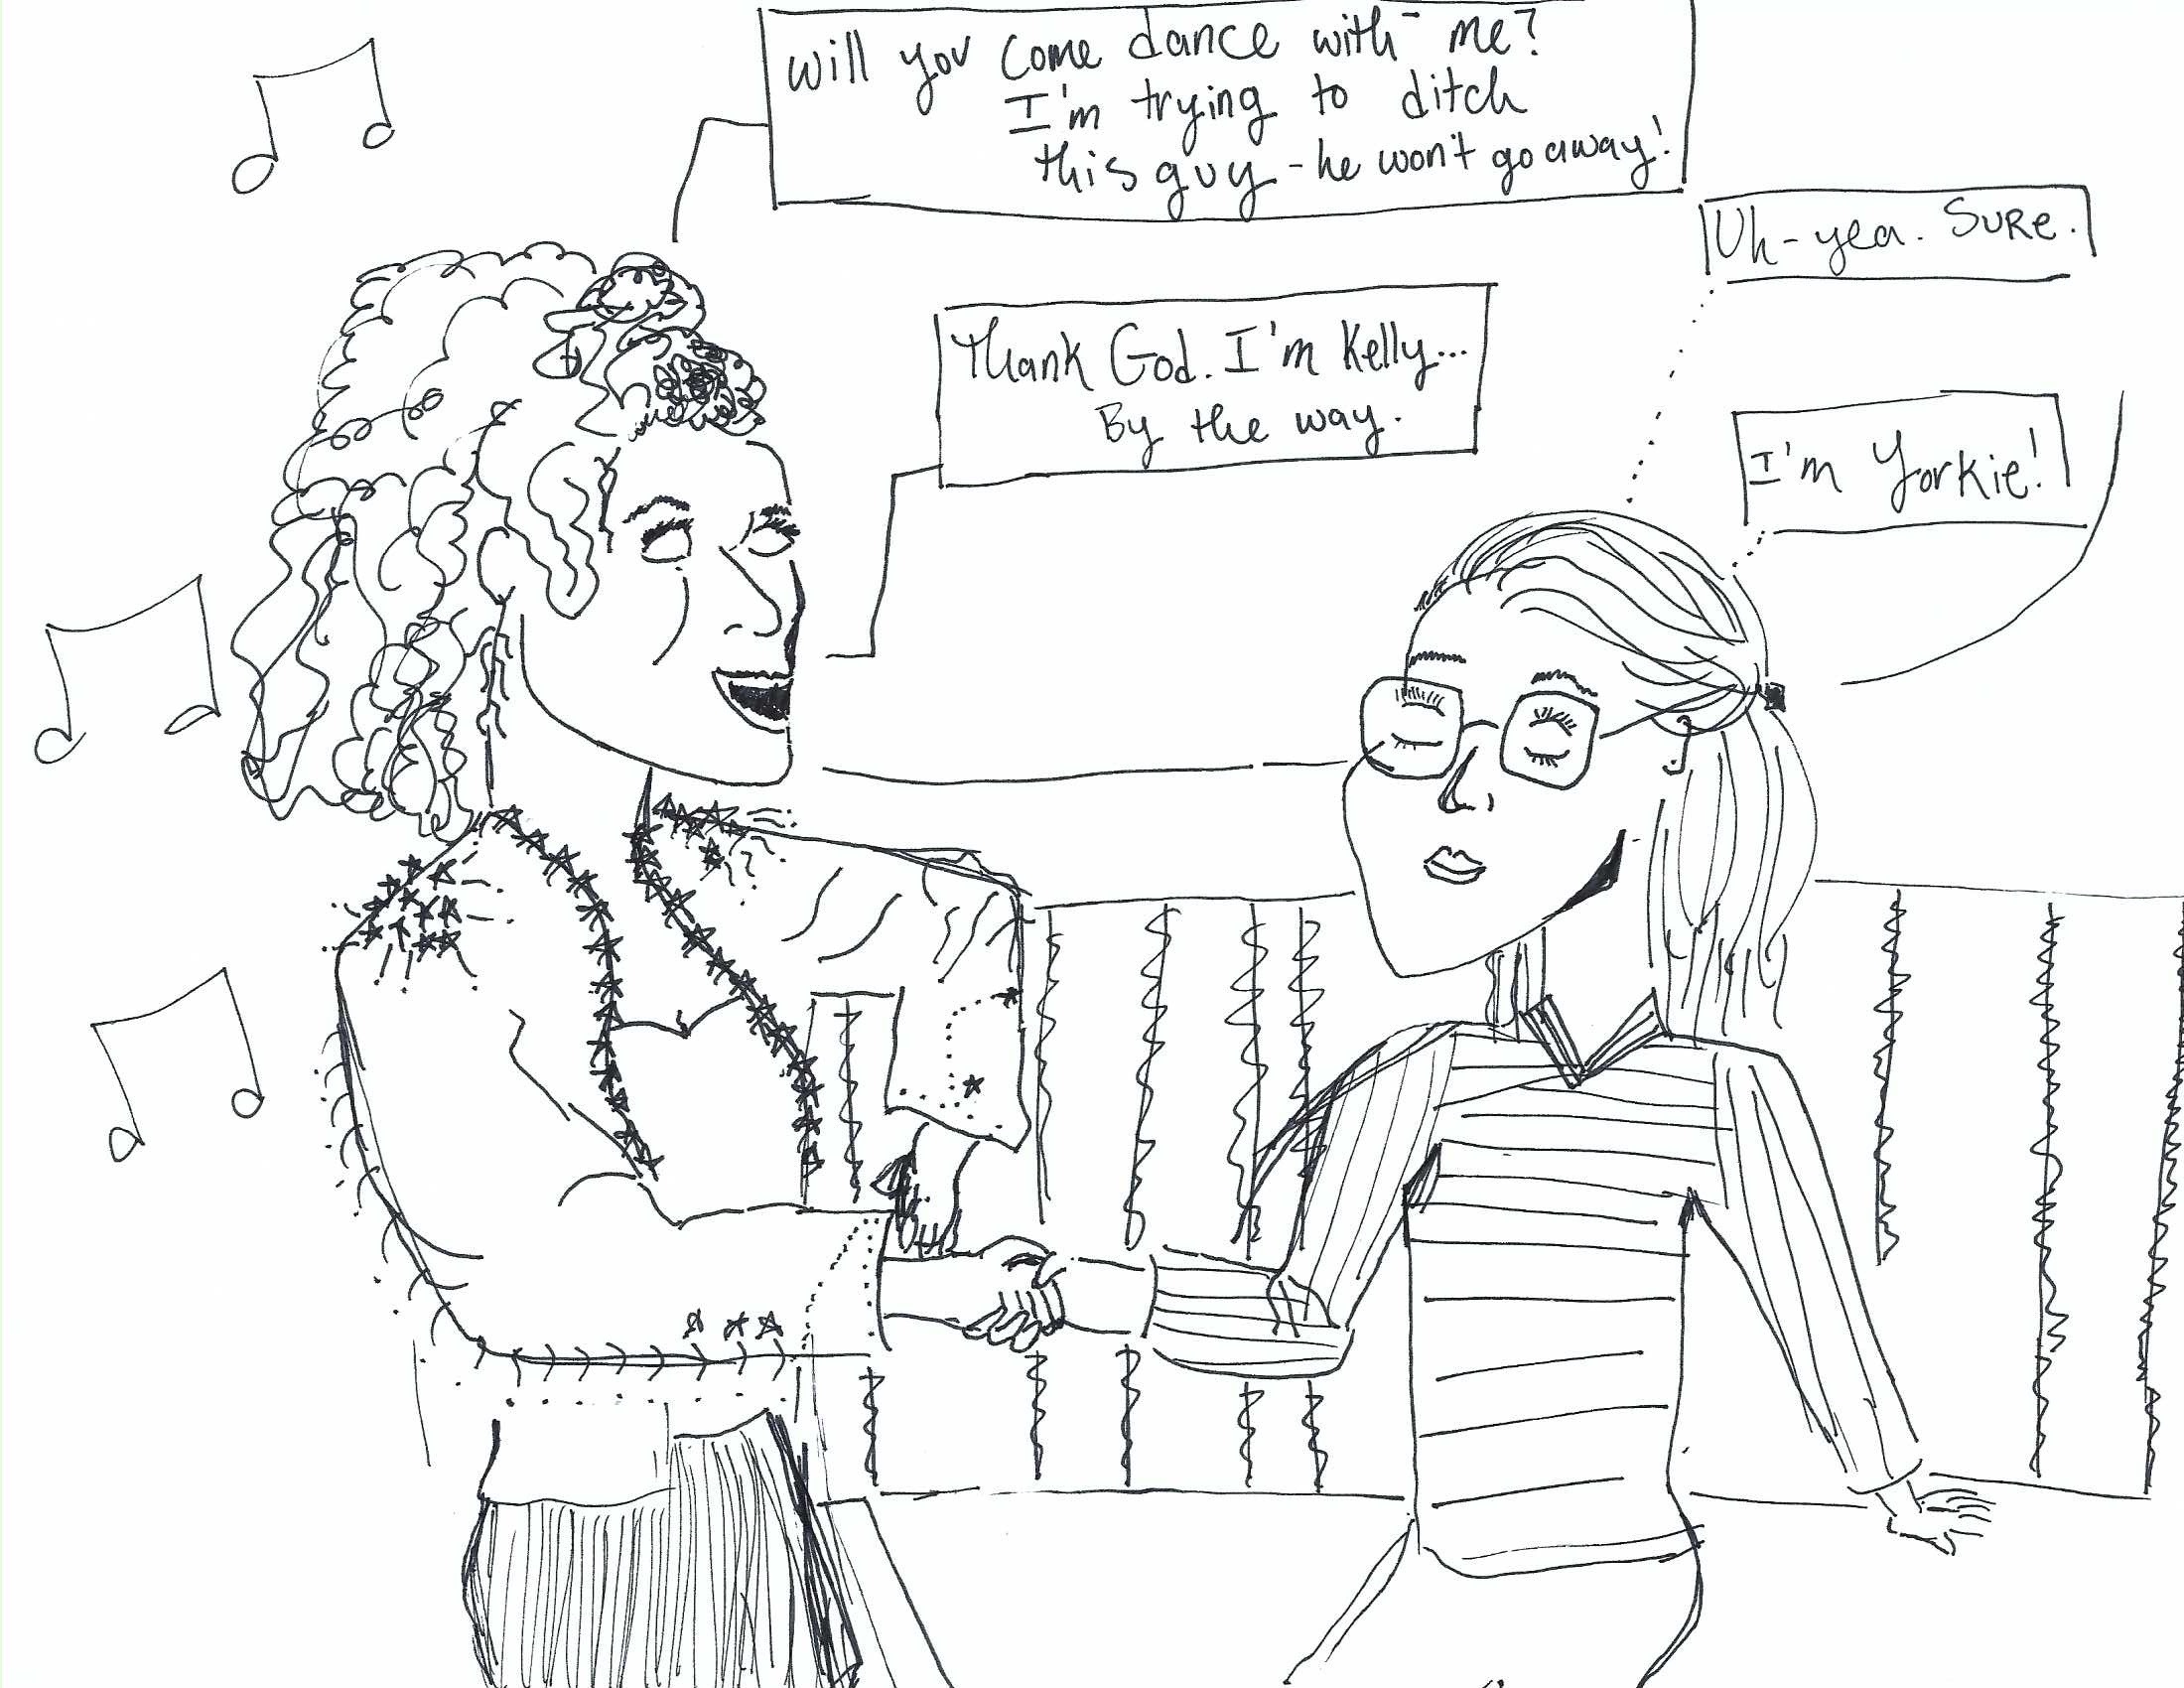 Will you come dance with me?
I'm trying to ditch
this guy - he won't go away!
Uh-yea. Sure.
Thank God. I'm Kelly...
By the way.
I'm Yorkie!